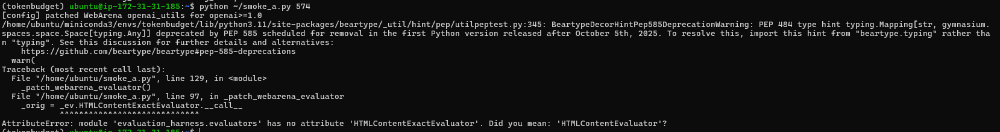 (tokenbudget) ubuntu@ip-172-31-31-185:~$ python ~/smoke_a.py 574
[config] patched WebArena openai_utils for openai>=1.0
/home/ubuntu/miniconda3/envs/tokenbudget/lib/python3.11/site-packages/beartype/_util/hint/pep/utilpeptest.py:345: BeartypeDecorHintPep585DeprecationWarning: PEP 484 type hint typing.Mapping[str, gymnasium.
spaces.space.Space[typing.Any]] deprecated by PEP 585 scheduled for removal in the first Python version released after October 5th, 2025. To resolve this, import this hint from "beartype.typing" rather tha
n "typing". See this discussion for further details and alternatives:
    https://github.com/beartype/beartype#pep-585-deprecations
  warn(
Traceback (most recent call last):
  File "/home/ubuntu/smoke_a.py", line 129, in <module>
    _patch_webarena_evaluator()
  File "/home/ubuntu/smoke_a.py", line 97, in _patch_webarena_evaluator
    _orig = _ev.HTMLContentExactEvaluator.__call__
            ^^^^^^^^^^^^^^^^^^^^^^^^^^^^^
AttributeError: module 'evaluation_harness.evaluators' has no attribute 'HTMLContentExactEvaluator'. Did you mean: 'HTMLContentEvaluator'?
(tokenbudget) ubuntu@ip-172-31-31-185:~$